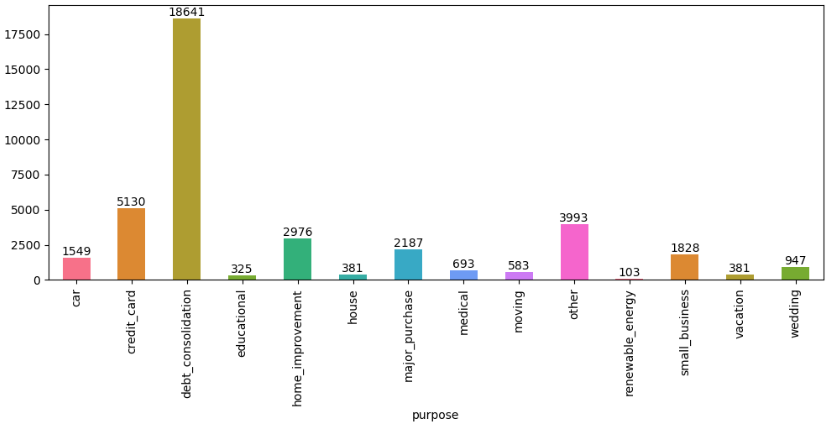 18641
17500
15000
12500
10000
7500
5000
2500
0
1549
5130
325
2976
381
2187
693
583
3993
103
1828
381
947
car
credit_card
debt_consolidation
educational
home_improvement
house
major_purchase
medical
moving
other
renewable_energy
small_business
vacation
wedding
purpose